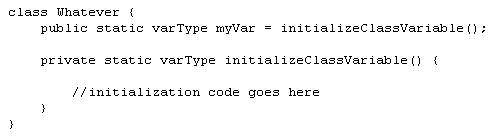 class Whatever {
    public static varType myVar = initializeClassVariable();

    private static varType initializeClassVariable() {

        //initialization code goes here
    }
}